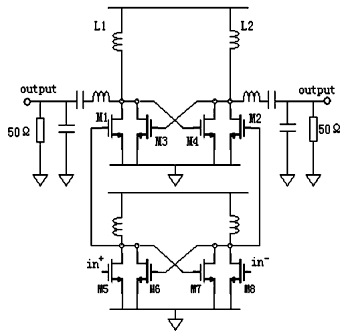 L1 L2
output output
M1 M2
50Ω M3 M4 50Ω
in+ in-
M5 M6 M7 M8